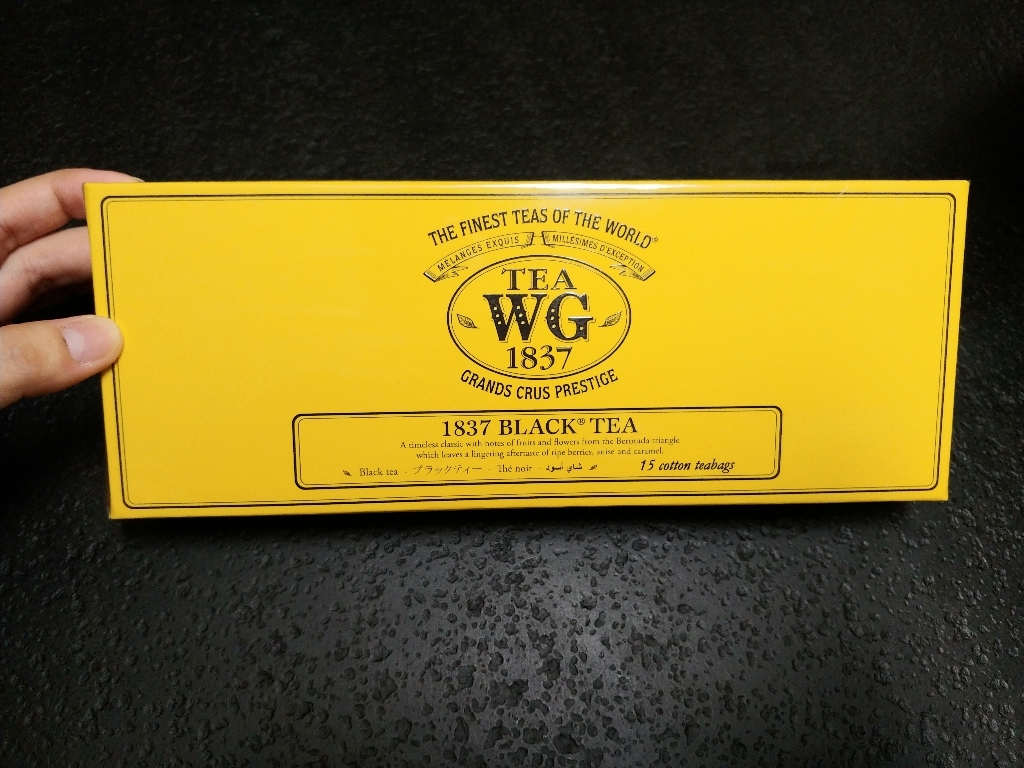 THE FINEST TEAS OF THE WORLD®
MÉLANGES EXQUIS MILLÉSIMES D'EXCEPTION
TEA
WG
1837
GRANDS CRUS PRESTIGE
1837 BLACK® TEA
A timeless classic with notes of fruits and flowers from the Bermuda triangle
which leaves a lingering aftertaste of ripe berries, anise and caramel.
Black tea - ブラックティー - Thé noir - شاي أسود
15 cotton teabags